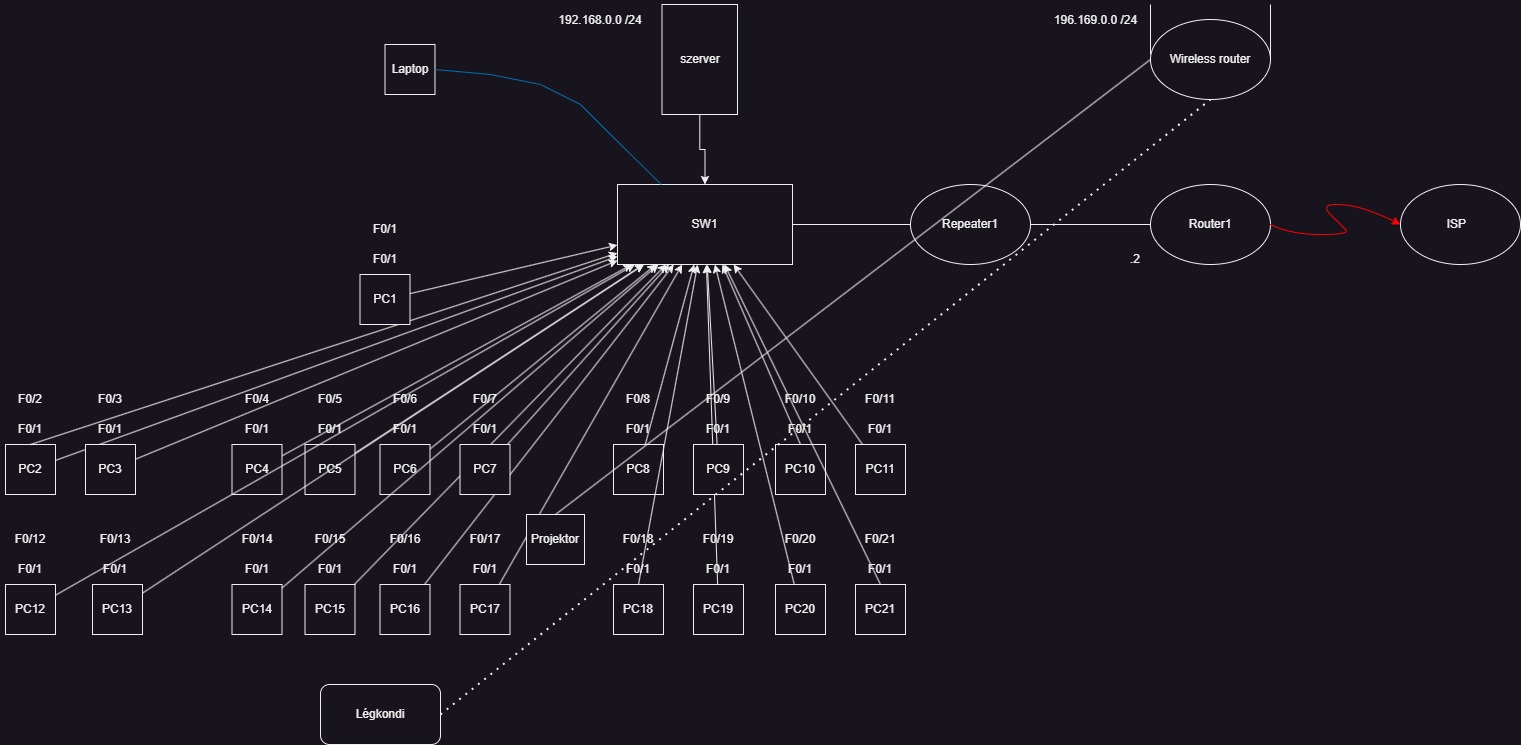 192.168.0.0 /24
196.169.0.0 /24
szerver
Wireless router
Laptop
SW1
Repeater1
Router1
ISP
.2
F0/1
F0/1
PC1
F0/2
F0/3
F0/4
F0/5
F0/6
F0/7
F0/8
F0/9
F0/10
F0/11
F0/1
F0/1
F0/1
F0/1
F0/1
F0/1
F0/1
F0/1
F0/1
F0/1
PC2
PC3
PC4
PC5
PC6
PC7
PC8
PC9
PC10
PC11
F0/12
F0/13
F0/14
F0/15
F0/16
F0/17
Projektor
F0/18
F0/19
F0/20
F0/21
F0/1
F0/1
F0/1
F0/1
F0/1
F0/1
F0/1
F0/1
F0/1
F0/1
PC12
PC13
PC14
PC15
PC16
PC17
PC18
PC19
PC20
PC21
Légkondi